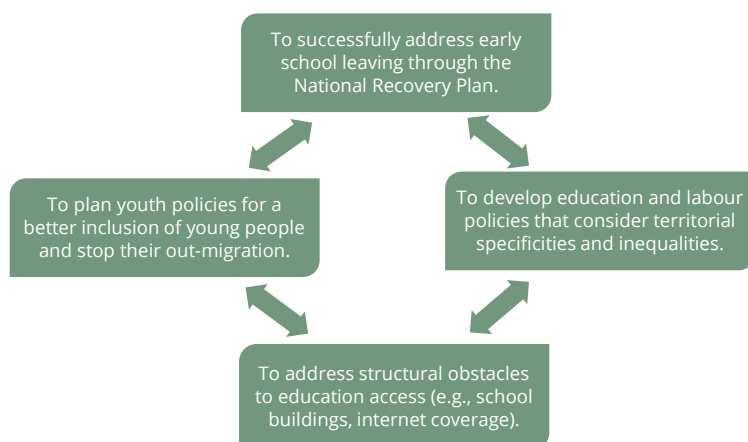 To successfully address early
school leaving through the
National Recovery Plan.
To plan youth policies for a
better inclusion of young people
and stop their out-migration.
To develop education and labour
policies that consider territorial
specificities and inequalities.
To address structural obstacles
to education access (e.g., school
buildings, internet coverage).